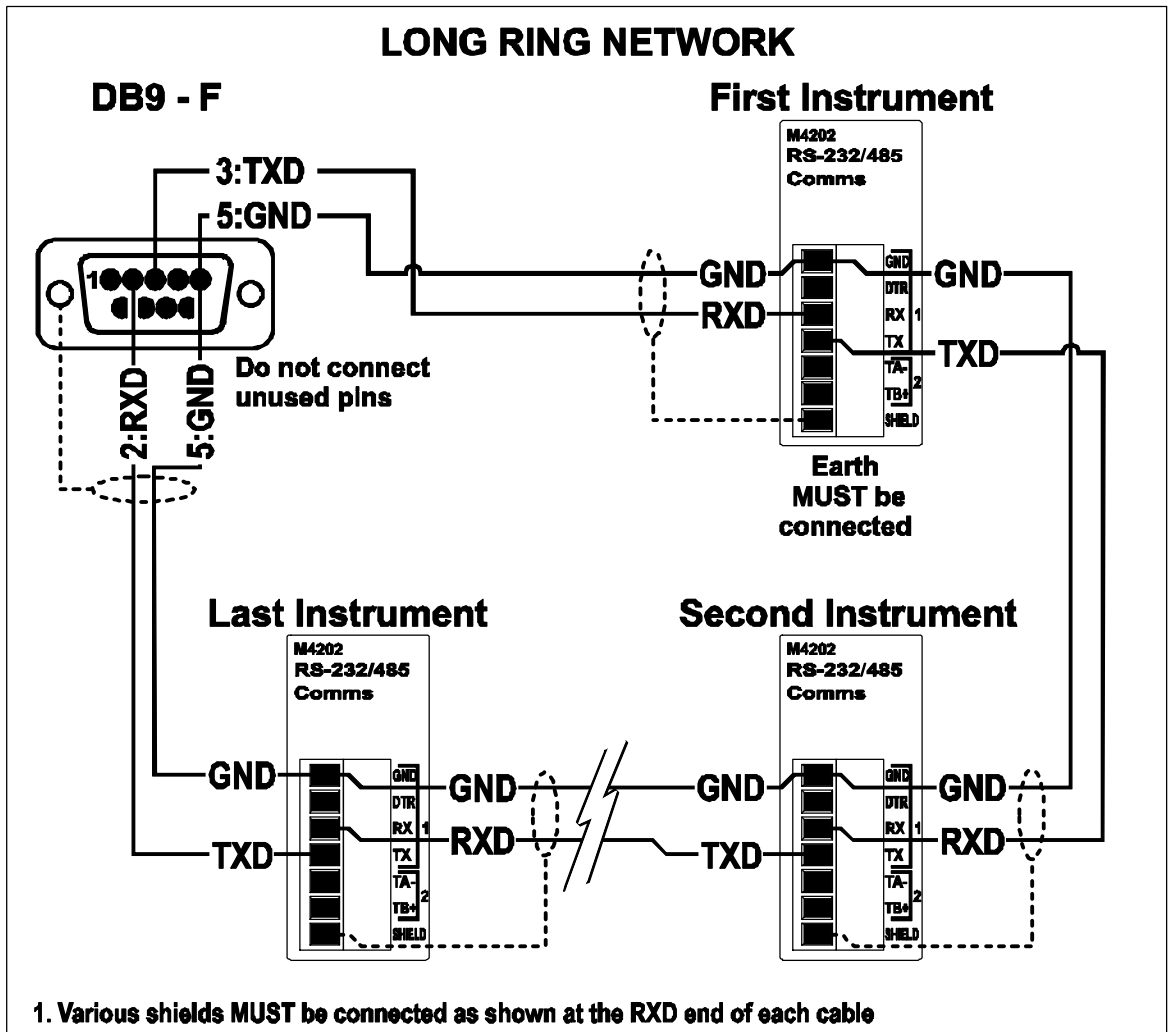 LONG RING NETWORK
DB9 - F
First Instrument
M4202
RS-232/485
Comms
3:TXD
5:GND
1
GND
RXD
GND
DTR
RX
TX
TA-
TB+
SHIELD
1
2
GND
TXD
Do not connect
unused pins
2:RXD
5:GND
Earth
MUST be
connected
Last Instrument
M4202
RS-232/485
Comms
GND
TXD
GND
DTR
RX
TX
TA-
TB+
SHIELD
1
2
GND
RXD
Second Instrument
M4202
RS-232/485
Comms
GND
TXD
GND
DTR
RX
TX
TA-
TB+
SHIELD
1
2
GND
RXD
1. Various shields MUST be connected as shown at the RXD end of each cable